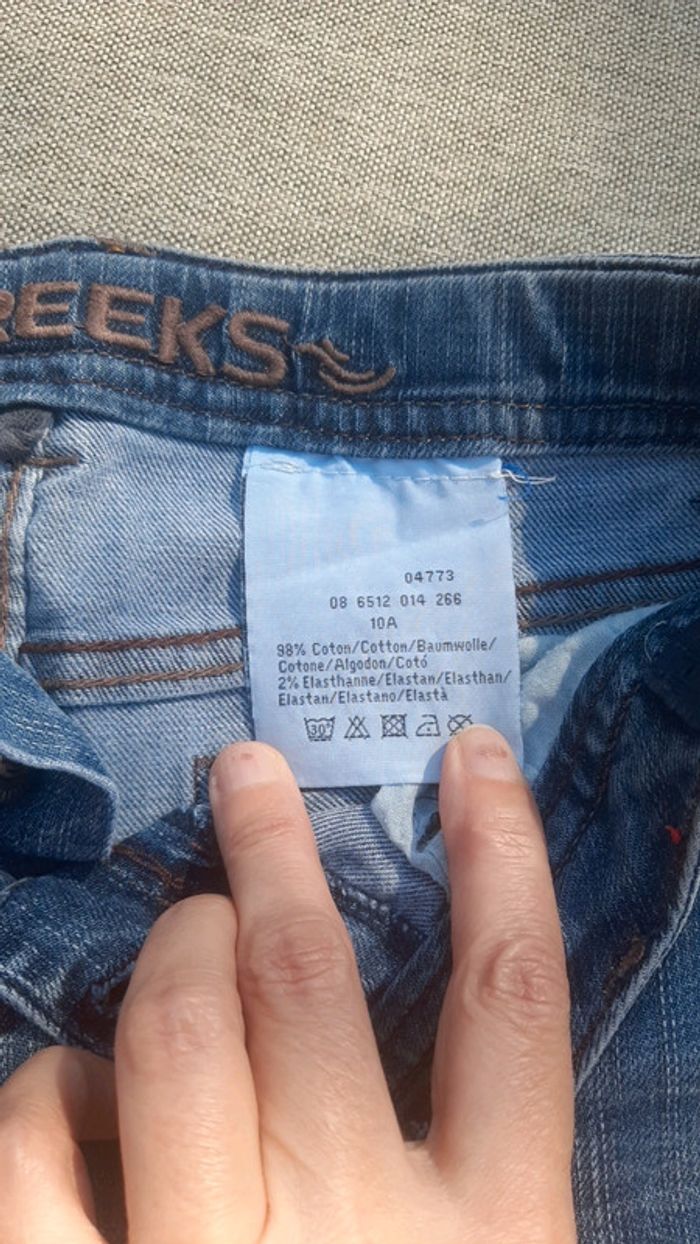 REEKS
04773
08 6512 014 266
10A
98% Coton/Cotton/Baumwolle/
Cotone/Algodon/Cotó
2% Elasthanne/Elastan/Elasthan/
Elastan/Elastano/Elastà
30°